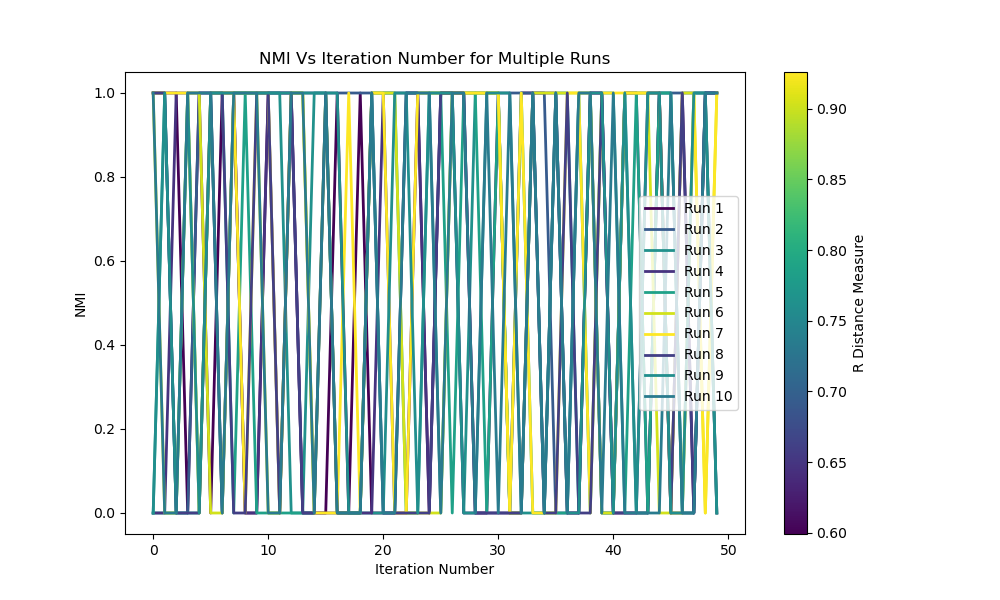 NMI Vs Iteration Number for Multiple Runs
NMI
1.0
0.8
0.6
0.4
0.2
0.0
0
10
20
30
40
50
Iteration Number
Run 1
Run 2
Run 3
Run 4
Run 5
Run 6
Run 7
Run 8
Run 9
Run 10
0.90
0.85
0.80
0.75
0.70
0.65
0.60
R Distance Measure